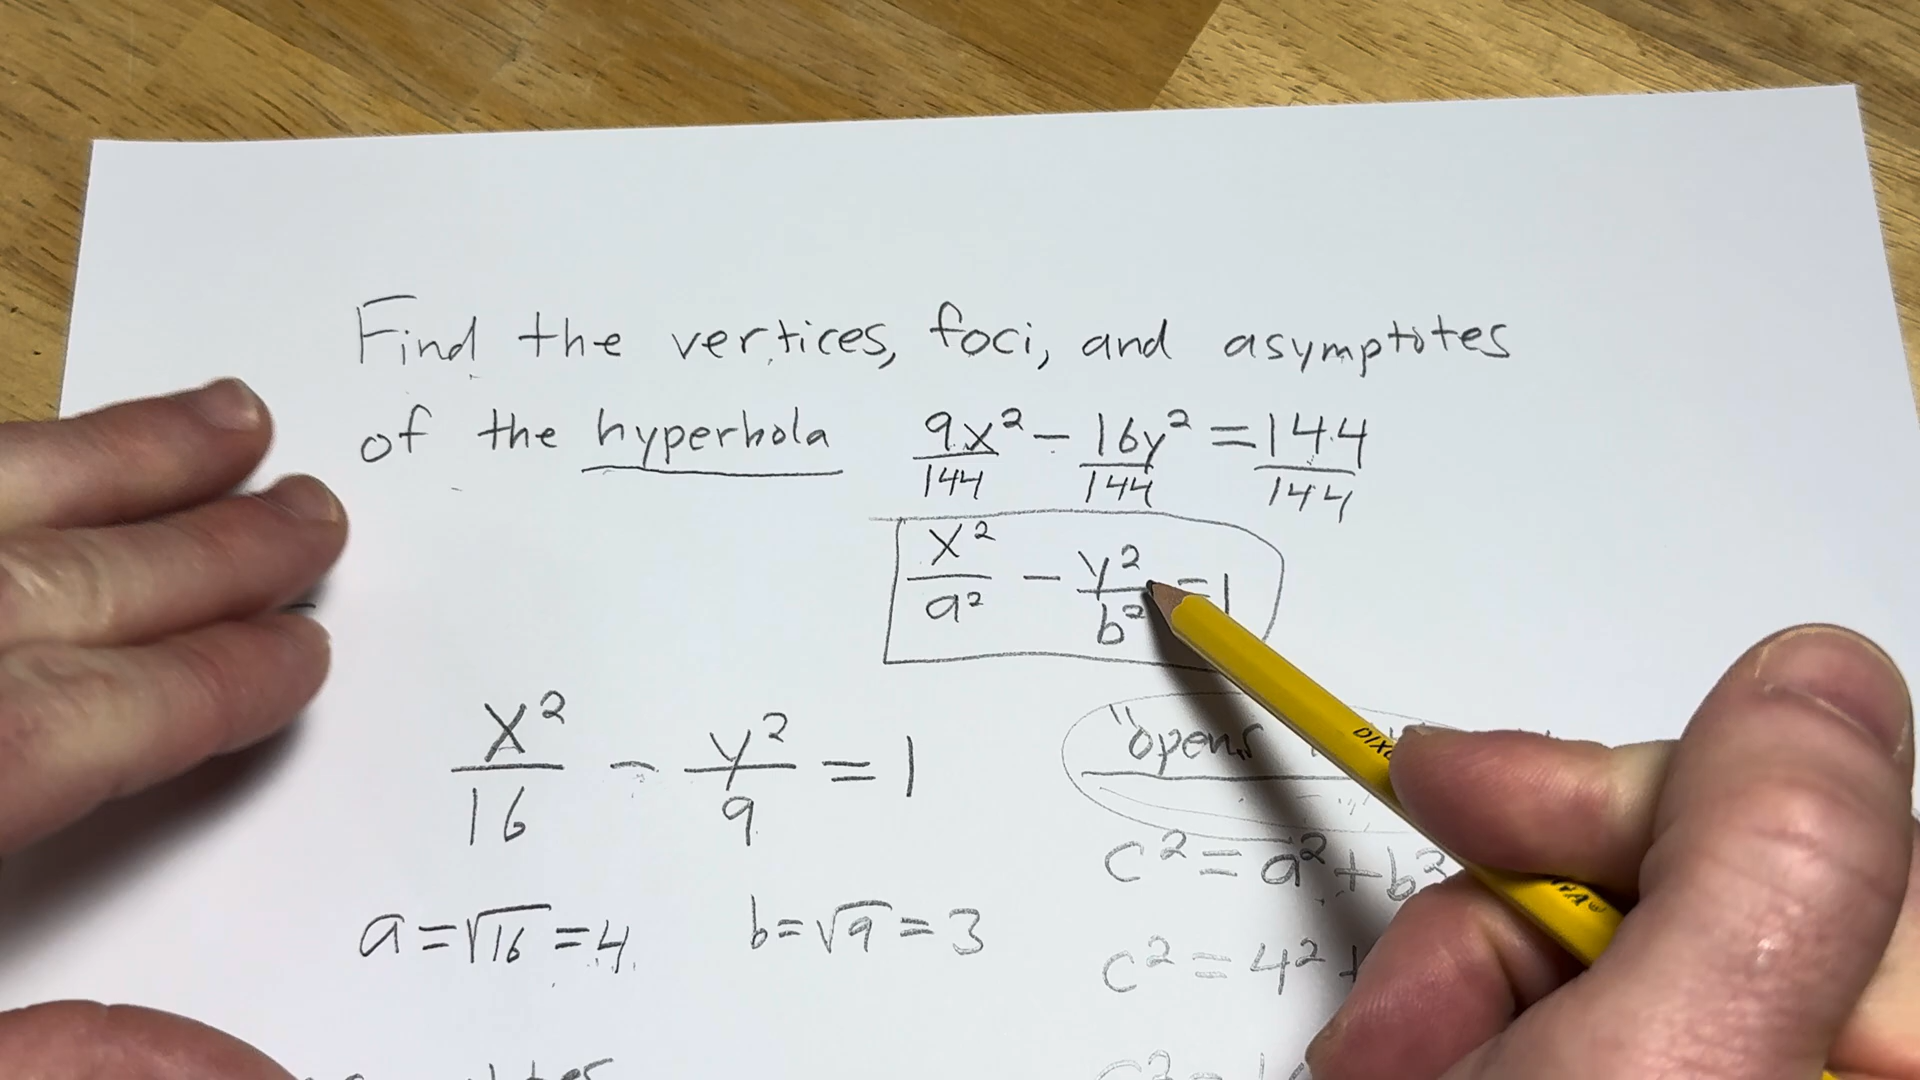 Find the vertices, foci, and asymptotes
of the hyperbola 9x² - 16y² = 144
144 144 144
x²/a² - y²/b² = 1
x²/16 - y²/9 = 1
"opens
c² = a² + b²
a = √16 = 4 b = √9 = 3
c² = 4² +
c² =